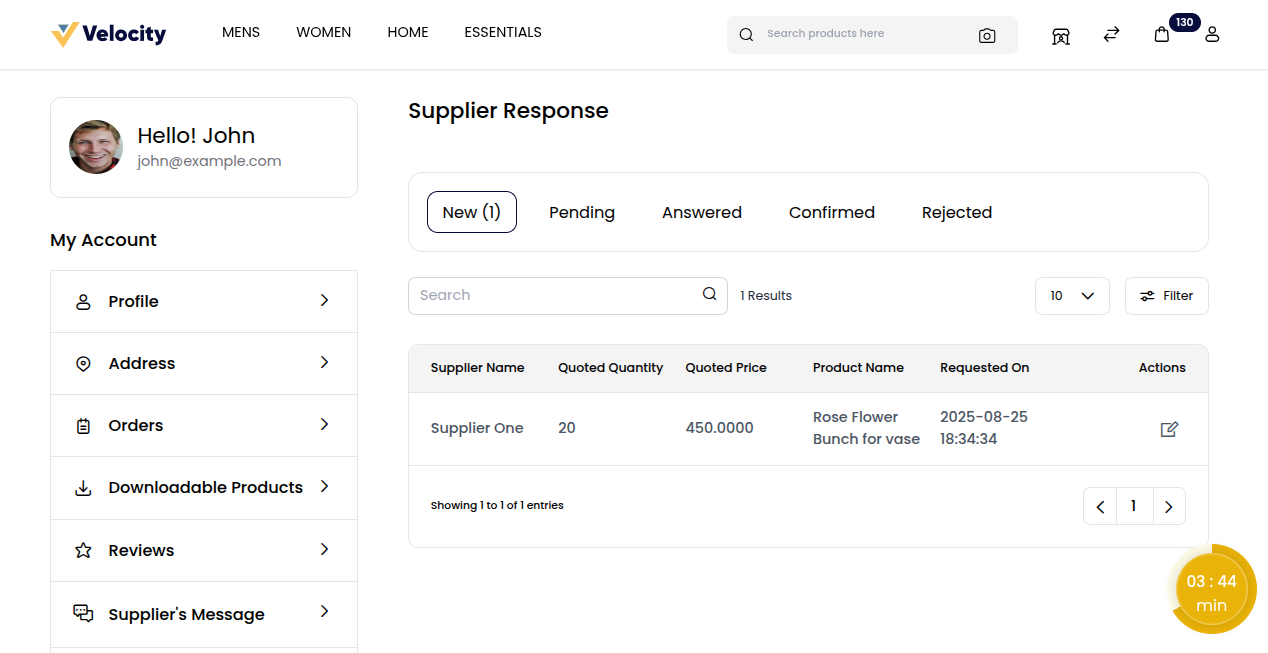 Velocity
MENS WOMEN HOME ESSENTIALS
Search products here
130
Hello! John
john@example.com
My Account
Profile
Address
Orders
Downloadable Products
Reviews
Supplier's Message
Supplier Response
New (1) Pending Answered Confirmed Rejected
Search
1 Results
10
Filter
Supplier Name Quoted Quantity Quoted Price Product Name Requested On Actions
Supplier One 20 450.0000 Rose Flower Bunch for vase 2025-08-25 18:34:34
Showing 1 to 1 of 1 entries
1
03 : 44
min